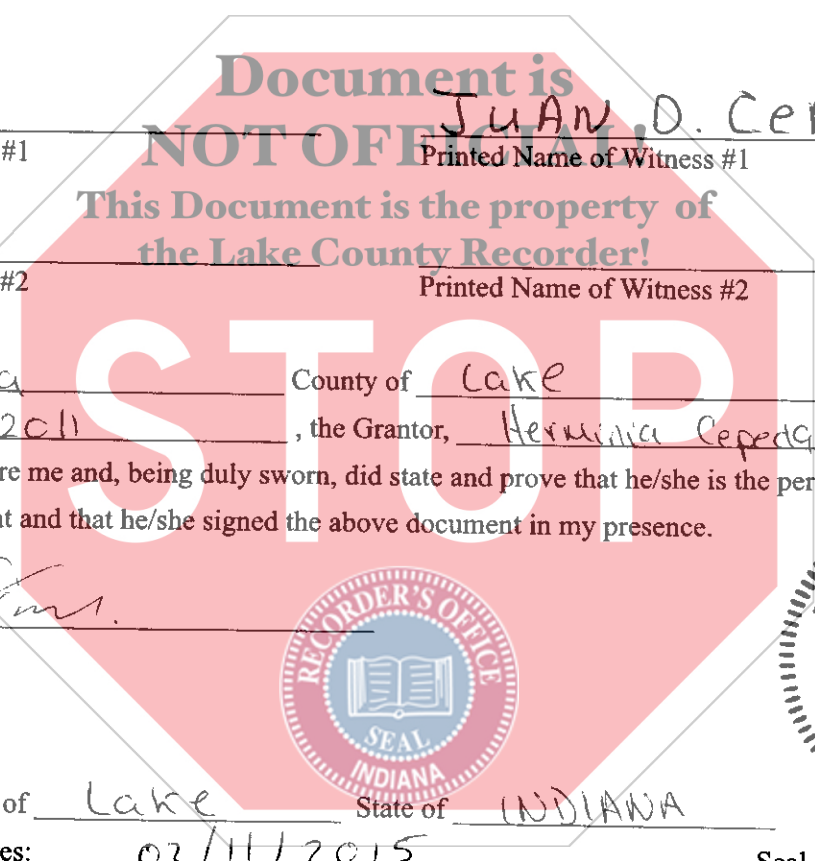 Document is
JUAN D. Ce
NOT OFFICIAL!
#1 Printed Name of Witness #1
This Document is the property of
the Lake County Recorder!
#2 Printed Name of Witness #2
STOP
a County of Lake
2011, the Grantor, Herminia Cepeda
re me and, being duly sworn, did state and prove that he/she is the per
t and that he/she signed the above document in my presence.
RECORDER'S OFFICE
SEAL
INDIANA
of Lake State of INDIANA
es: 02/11/2015
Seal